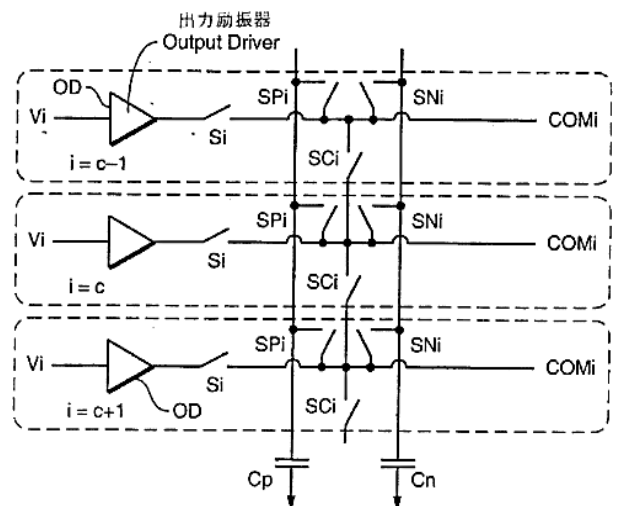 出力励振器
Output Driver
OD
SPi
SNi
Vi
Si
COMi
i = c–1
SCi
SPi
SNi
Vi
Si
COMi
i = c
SCi
SPi
SNi
Vi
Si
COMi
i = c+1
OD
SCi
Cp
Cn